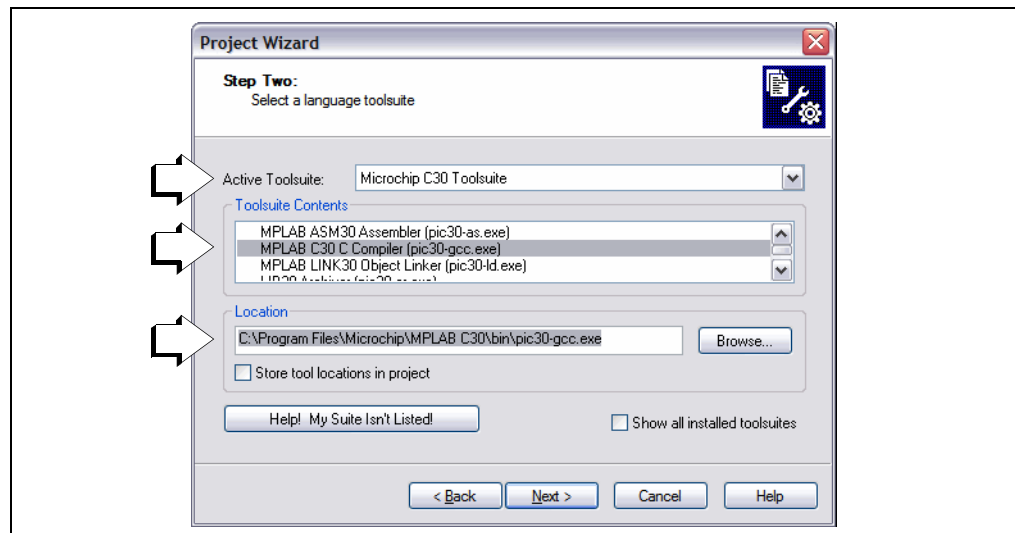 Project Wizard
Step Two:
Select a language toolsuite
Active Toolsuite: Microchip C30 Toolsuite
Toolsuite Contents
MPLAB ASM30 Assembler (pic30-as.exe)
MPLAB C30 C Compiler (pic30-gcc.exe)
MPLAB LINK30 Object Linker (pic30-ld.exe)
Location
C:\Program Files\Microchip\MPLAB C30\bin\pic30-gcc.exe Browse...
Store tool locations in project
Help! My Suite Isn't Listed! Show all installed toolsuites
< Back Next > Cancel Help